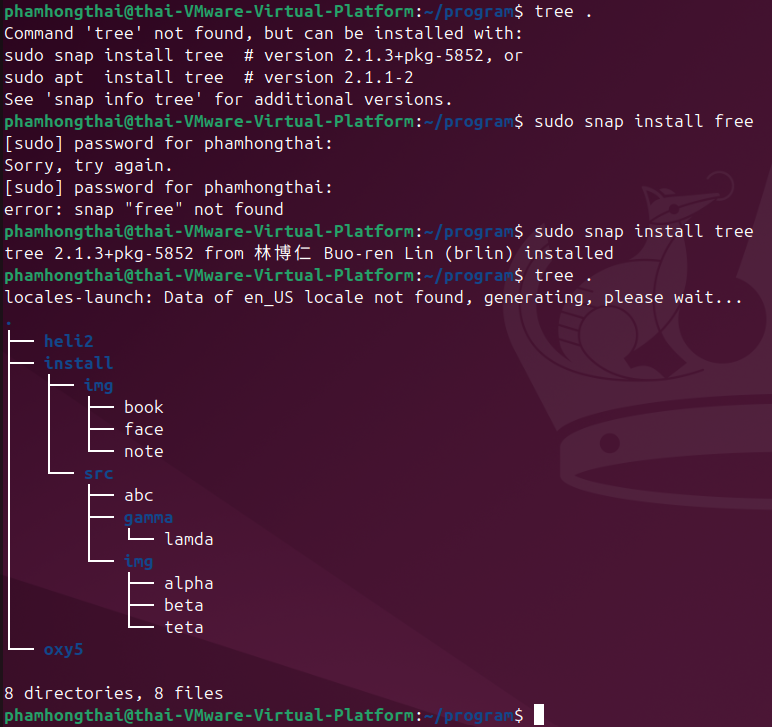 phamhongthai@thai-VMware-Virtual-Platform:~/program$ tree .
Command 'tree' not found, but can be installed with:
sudo snap install tree  # version 2.1.3+pkg-5852, or
sudo apt  install tree  # version 2.1.1-2
See 'snap info tree' for additional versions.
phamhongthai@thai-VMware-Virtual-Platform:~/program$ sudo snap install free
[sudo] password for phamhongthai:
Sorry, try again.
[sudo] password for phamhongthai:
error: snap "free" not found
phamhongthai@thai-VMware-Virtual-Platform:~/program$ sudo snap install tree
tree 2.1.3+pkg-5852 from 林博仁 Buo-ren Lin (brlin) installed
phamhongthai@thai-VMware-Virtual-Platform:~/program$ tree .
locales-launch: Data of en_US locale not found, generating, please wait...
.
├── heli2
├── install
│   ├── img
│   │   ├── book
│   │   ├── face
│   │   └── note
│   └── src
│       ├── abc
│       ├── gamma
│       │   └── lamda
│       └── img
│           ├── alpha
│           ├── beta
│           └── teta
└── oxy5
8 directories, 8 files
phamhongthai@thai-VMware-Virtual-Platform:~/program$